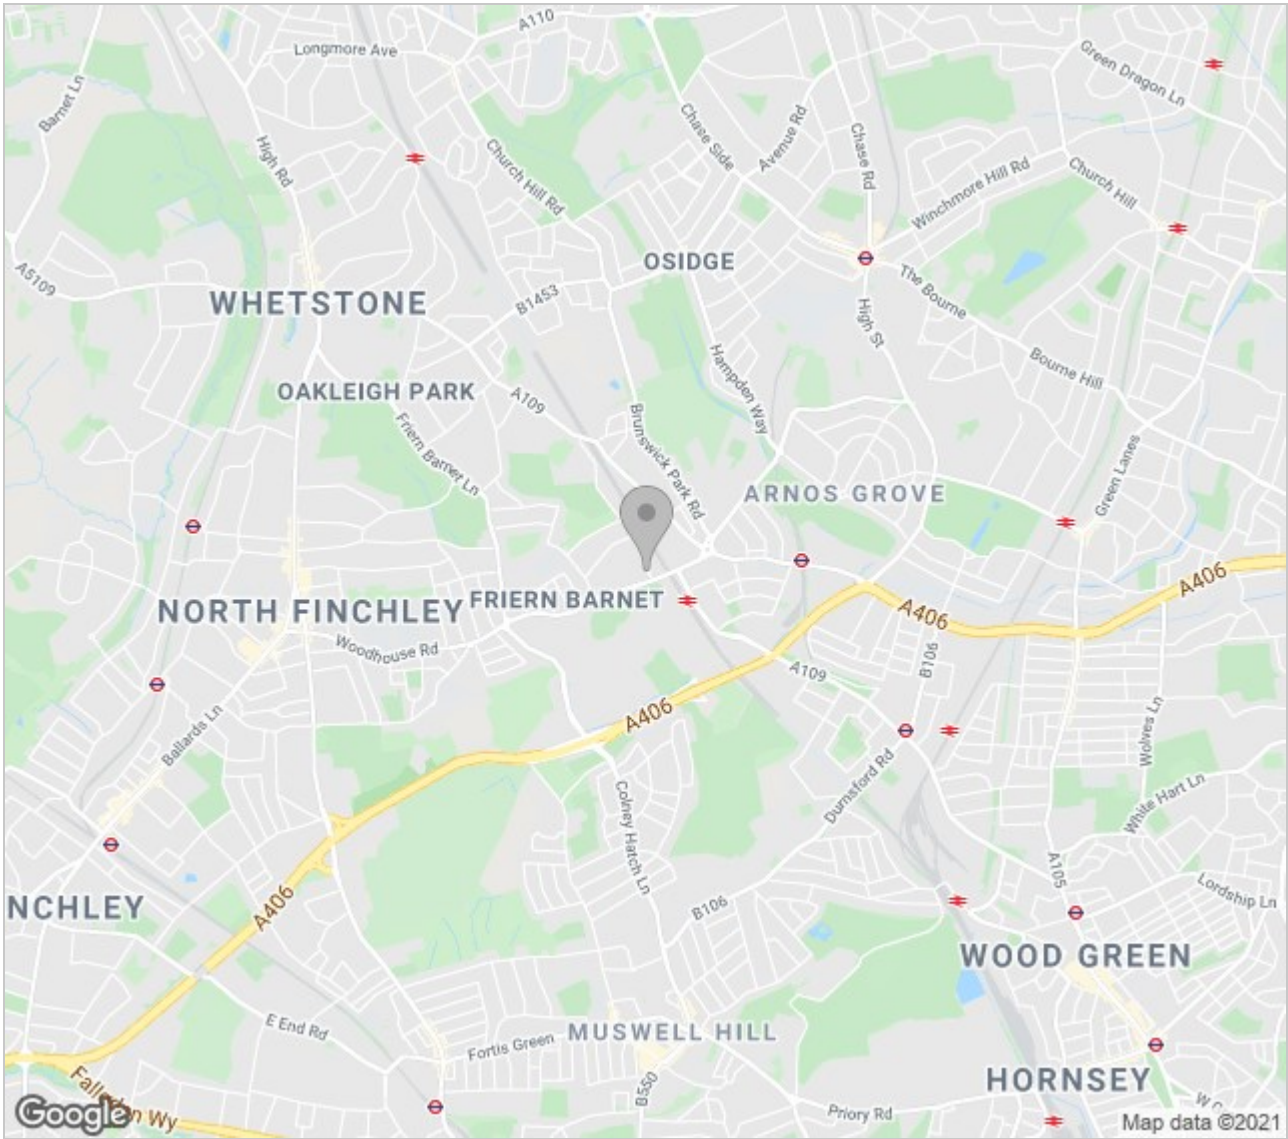 A110
Longmore Ave
Green Dragon Ln
Barnet Ln
High Rd
Church Hill Rd
Chase Side
Avenue Rd
Chase Rd
Winchmore Hill Rd
Church Hill
A5109
OSIDGE
WHETSTONE
B1453
The Bourne
High St
Hampden Way
Bourne Hill
OAKLEIGH PARK
A109
Friern Barnet Ln
Brunswick Park Rd
Green Lanes
ARNOS GROVE
A406
NORTH FINCHLEY
FRIERN BARNET
A406
Woodhouse Rd
B106
A109
A406
Ballards Ln
Wolves Ln
Durnsford Rd
Colney Hatch Ln
White Hart Ln
A105
Lordship Ln
A406
NCHLEY
B106
WOOD GREEN
E End Rd
Fortis Green
MUSWELL HILL
HORNSEY
B550
Priory Rd
Google
Map data ©2021